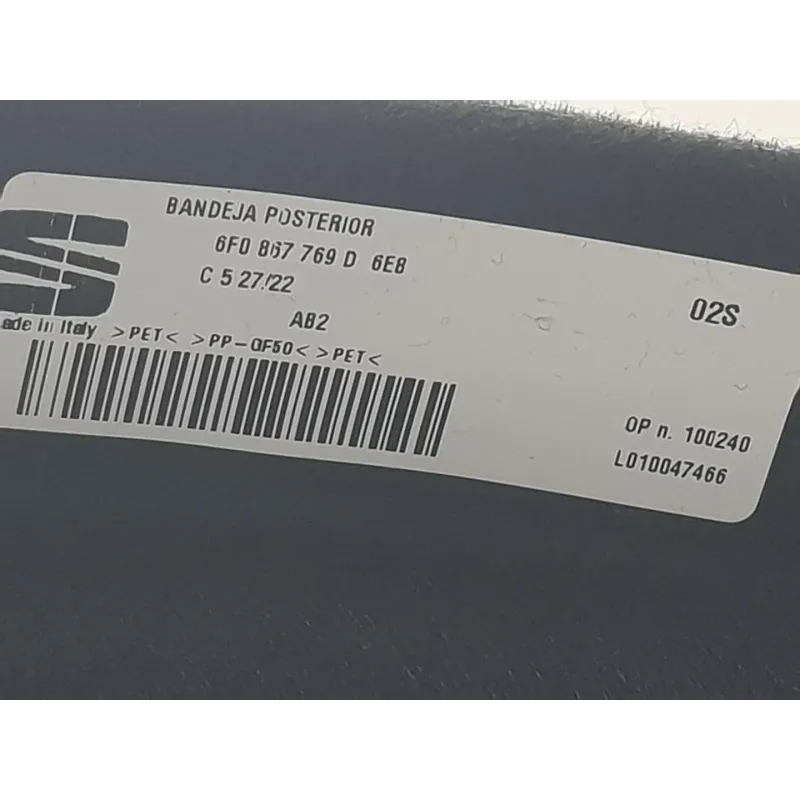 BANDEJA POSTERIOR
6F0 867 769 D 6E8
C 5 27/22
02S
AB2
ade in Italy >PET< >PP-GF50< >PET<
OP n. 100240
L010047466